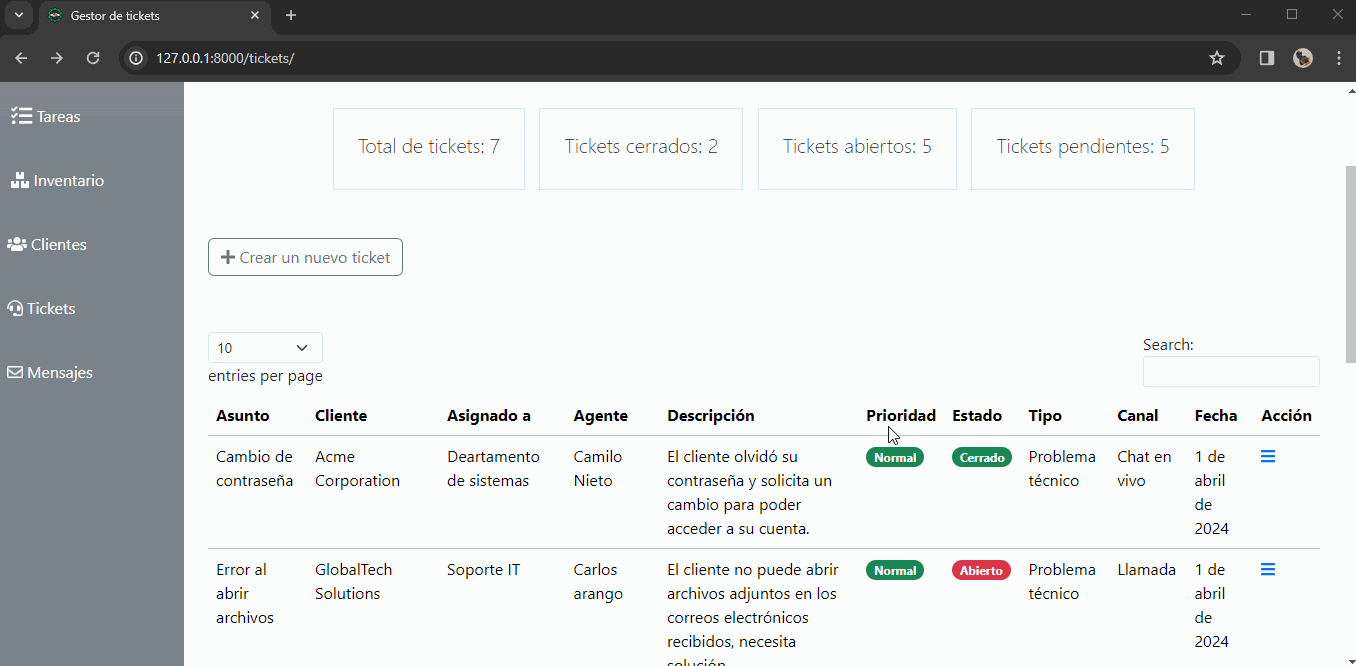 Gestor de tickets
127.0.0.1:8000/tickets/
Tareas
Inventario
Clientes
Tickets
Mensajes
Total de tickets: 7
Tickets cerrados: 2
Tickets abiertos: 5
Tickets pendientes: 5
Crear un nuevo ticket
10
entries per page
Search:
Asunto Cliente Asignado a Agente Descripción Prioridad Estado Tipo Canal Fecha Acción
Cambio de
contraseña
Acme
Corporation
Deartamento
de sistemas
Camilo
Nieto
El cliente olvidó su
contraseña y solicita un
cambio para poder
acceder a su cuenta.
Normal
Cerrado
Problema
técnico
Chat en
vivo
1 de
abril
de
2024
Error al
abrir
archivos
GlobalTech
Solutions
Soporte IT
Carlos
arango
El cliente no puede abrir
archivos adjuntos en los
correos electrónicos
recibidos, necesita
solución
Normal
Abierto
Problema
técnico
Llamada
1 de
abril
de
2024